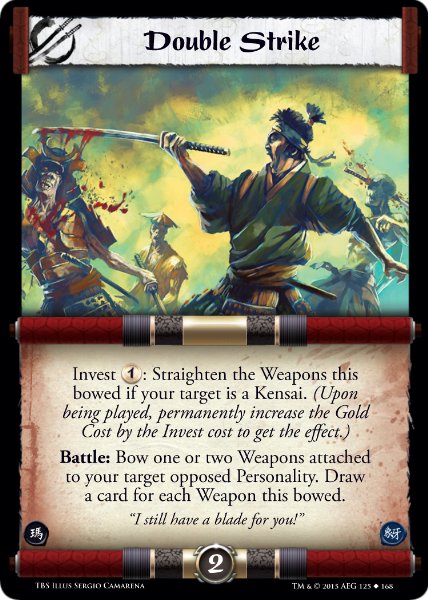 Double Strike
Invest 1: Straighten the Weapons this
bowed if your target is a Kensai. (Upon
being played, permanently increase the Gold
Cost by the Invest cost to get the effect.)
Battle: Bow one or two Weapons attached
to your target opposed Personality. Draw
a card for each Weapon this bowed.
“I still have a blade for you!”
瑪
象牙
2
TBS Illus Sergio Camarena
TM & © 2015 AEG 125 ◆ 168